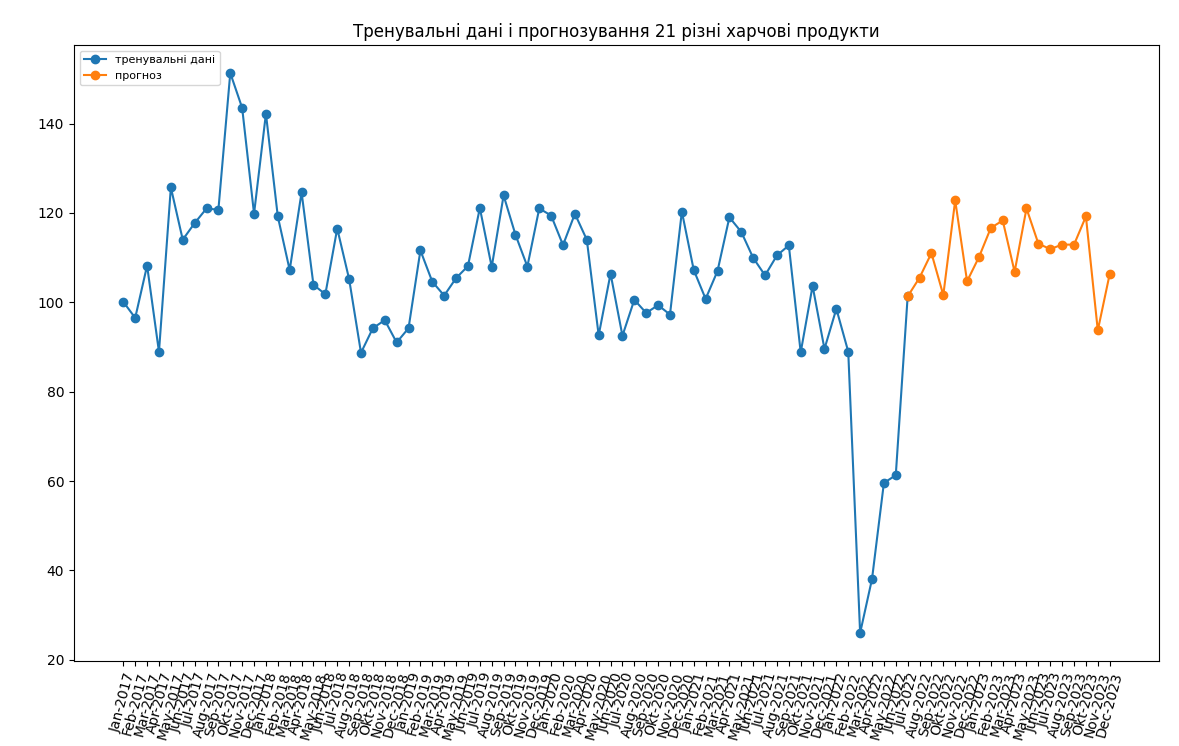 Тренувальні дані і прогнозування 21 різні харчові продукти
тренувальні дані
прогноз
140
120
100
80
60
40
20
Jan-2017
Feb-2017
Mar-2017
Apr-2017
May-2017
Jun-2017
Jul-2017
Aug-2017
Sep-2017
Okt-2017
Nov-2017
Dec-2017
Jan-2018
Feb-2018
Mar-2018
Apr-2018
May-2018
Jun-2018
Jul-2018
Aug-2018
Sep-2018
Okt-2018
Nov-2018
Dec-2018
Jan-2019
Feb-2019
Mar-2019
Apr-2019
May-2019
Jun-2019
Jul-2019
Aug-2019
Sep-2019
Okt-2019
Nov-2019
Dec-2019
Jan-2020
Feb-2020
Mar-2020
Apr-2020
May-2020
Jun-2020
Jul-2020
Aug-2020
Sep-2020
Okt-2020
Nov-2020
Dec-2020
Jan-2021
Feb-2021
Mar-2021
Apr-2021
May-2021
Jun-2021
Jul-2021
Aug-2021
Sep-2021
Okt-2021
Nov-2021
Dec-2021
Jan-2022
Feb-2022
Mar-2022
Apr-2022
May-2022
Jun-2022
Jul-2022
Aug-2022
Sep-2022
Okt-2022
Nov-2022
Dec-2022
Jan-2023
Feb-2023
Mar-2023
Apr-2023
May-2023
Jun-2023
Jul-2023
Aug-2023
Sep-2023
Okt-2023
Nov-2023
Dec-2023